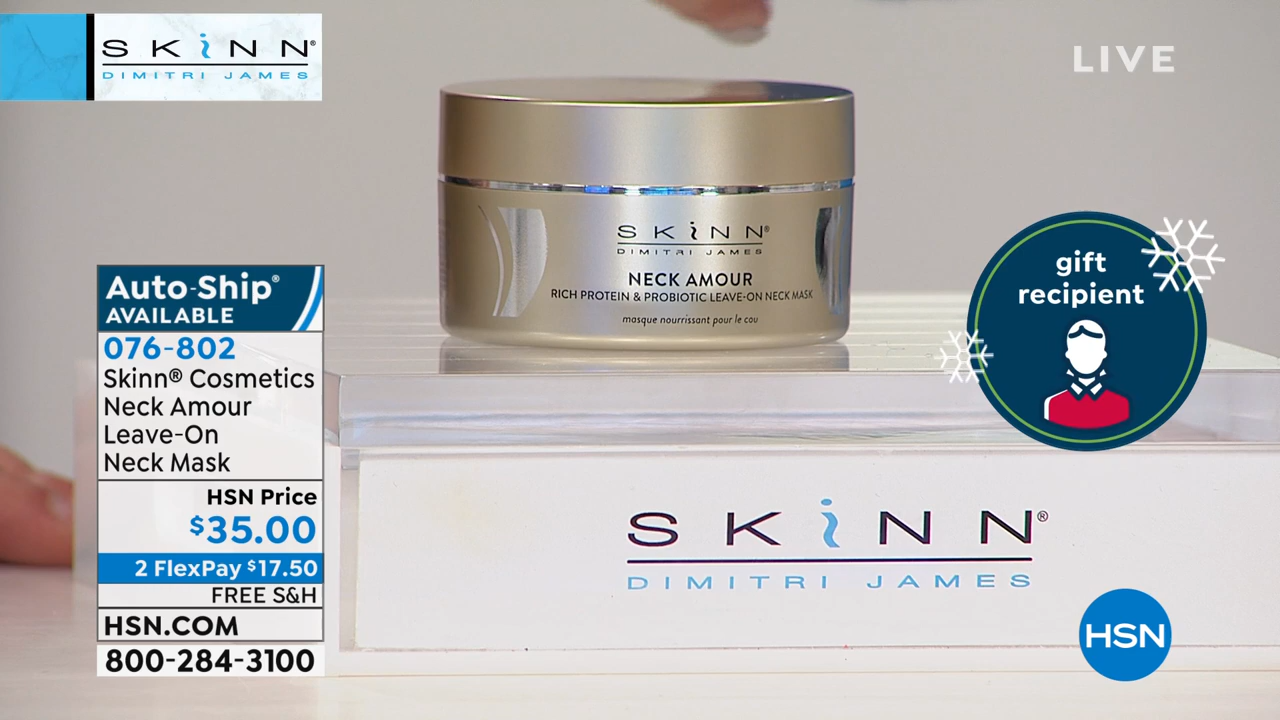 SKiNN®
DIMITRI JAMES
LIVE
SKiNN®
DIMITRI JAMES
NECK AMOUR
RICH PROTEIN & PROBIOTIC LEAVE-ON NECK MASK
masque nourrissant pour le cou
gift
recipient
Auto-Ship®
AVAILABLE
076-802
Skinn® Cosmetics
Neck Amour
Leave-On
Neck Mask
HSN Price
$35.00
2 FlexPay $17.50
FREE S&H
HSN.COM
800-284-3100
SKiNN®
DIMITRI JAMES
HSN